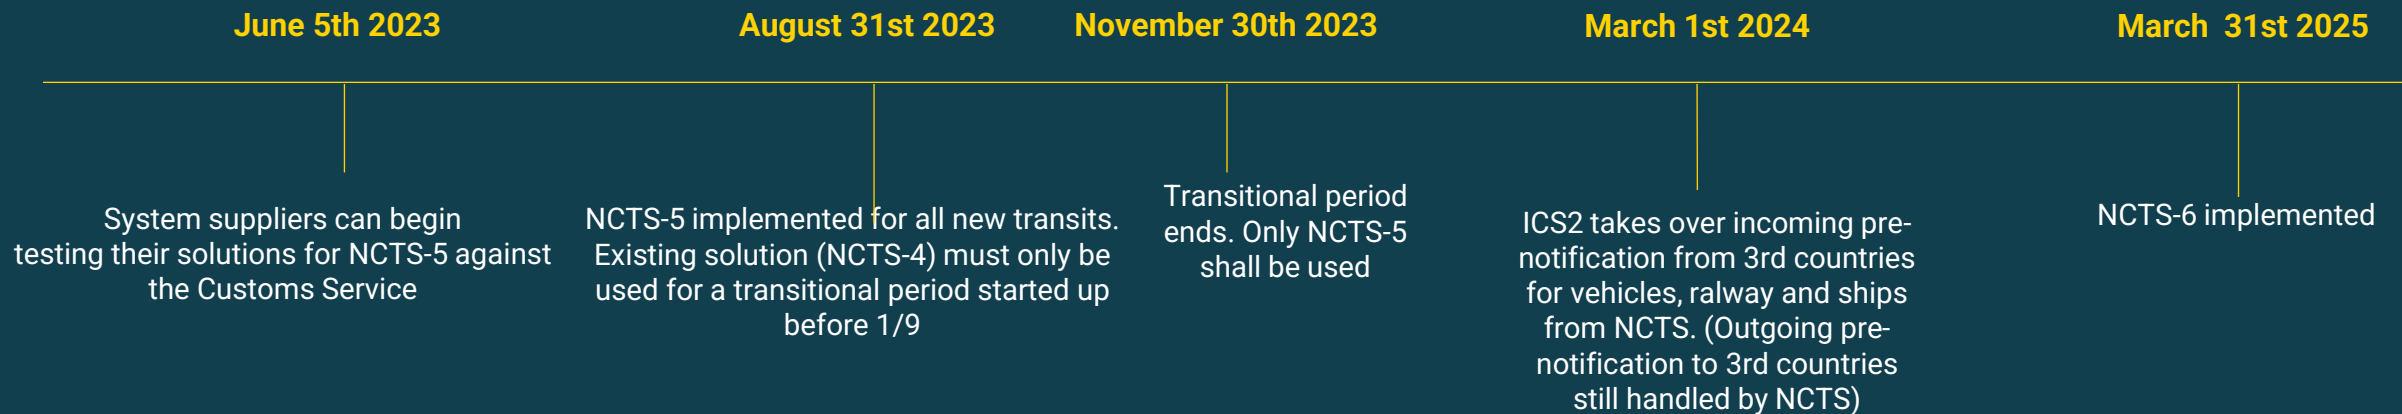 June 5th 2023
System suppliers can begin
testing their solutions for NCTS-5 against
the Customs Service
August 31st 2023
NCTS-5 implemented for all new transits.
Existing solution (NCTS-4) must only be
used for a transitional period started up
before 1/9
November 30th 2023
Transitional period
ends. Only NCTS-5
shall be used
March 1st 2024
ICS2 takes over incoming pre-
notification from 3rd countries
for vehicles, ralway and ships
from NCTS. (Outgoing pre-
notification to 3rd countries
still handled by NCTS)
March 31st 2025
NCTS-6 implemented